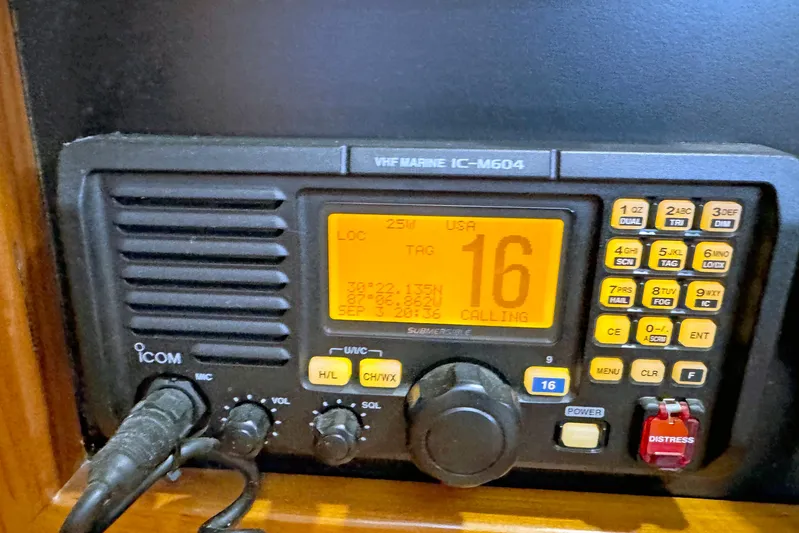 VHF MARINE IC-M604
25W USA
LOC
TAG
16
30°22.135N
87°06.862W
SEP 3 20:36 CALLING
SUBMERSIBLE
1 QZ 2 ABC 3 DEF
DUAL TRI DIM
4 GHI 5 JKL 6 MNO
SCN TAG LO/DX
7 PRS 8 TUV 9 WXY
HAIL FOG IC
CE 0 -/. ENT
MENU CLR F
ICOM
MIC
VOL
SQL
U/I/C
H/L CH/WX
9
16
POWER
DISTRESS